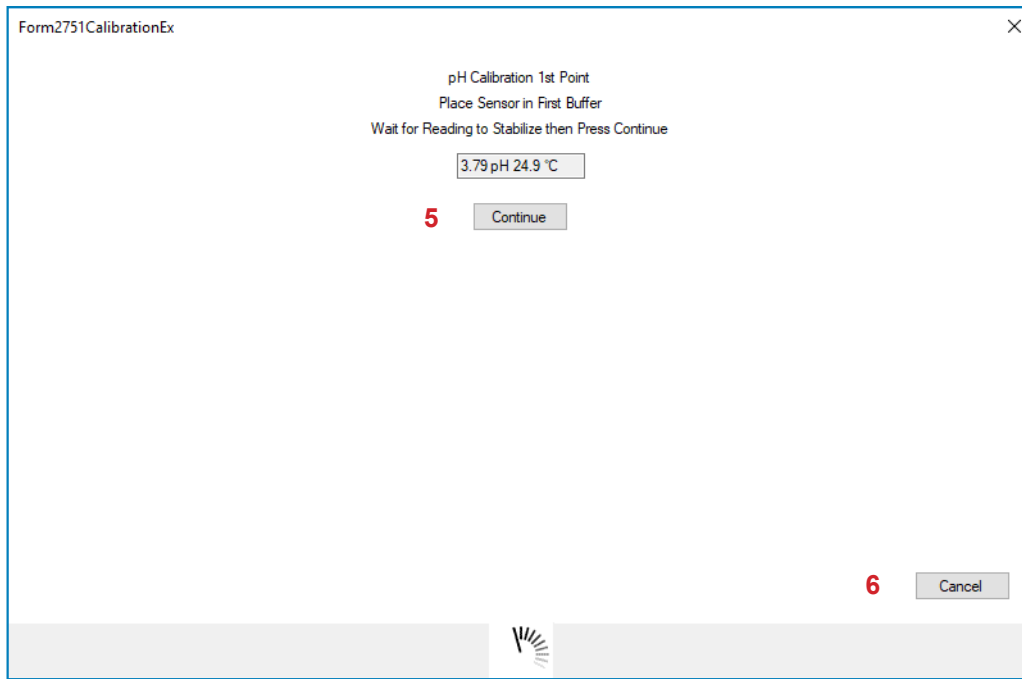 Form2751CalibrationEx
pH Calibration 1st Point
Place Sensor in First Buffer
Wait for Reading to Stabilize then Press Continue
3.79 pH 24.9 °C
5 Continue
6 Cancel